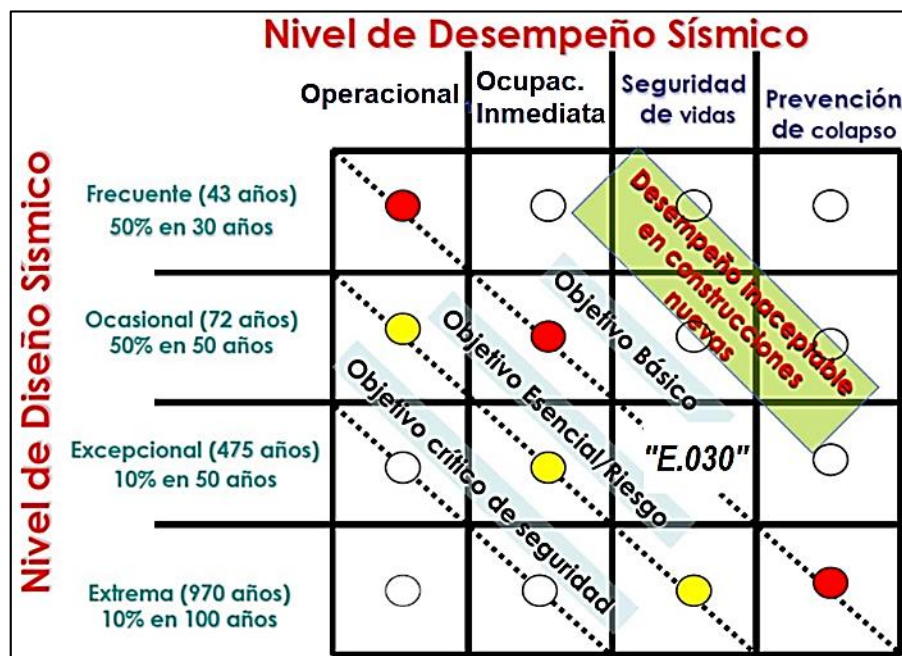 Nivel de Desempeño Sísmico
Nivel de Diseño Sísmico
Operacional
Ocupac.
Inmediata
Seguridad
de vidas
Prevención
de colapso
Frecuente (43 años)
50% en 30 años
Ocasional (72 años)
50% en 50 años
Excepcional (475 años)
10% en 50 años
Extrema (970 años)
10% en 100 años
Desempeño inaceptable
en construcciones
nuevas
Objetivo Básico
Objetivo Esencial/Riesgo
Objetivo crítico de seguridad
"E.030"